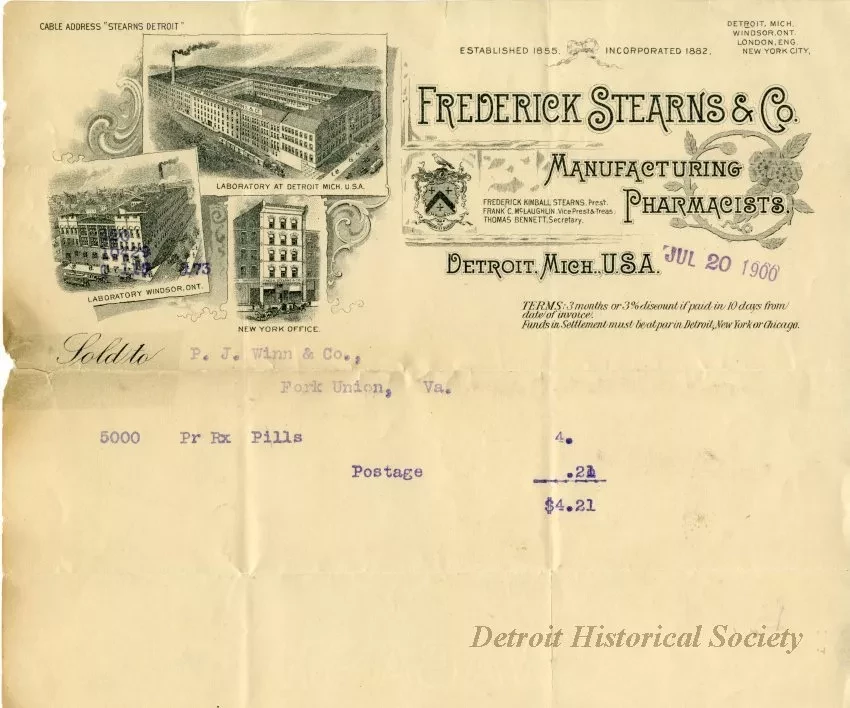 CABLE ADDRESS "STEARNS DETROIT"
DETROIT, MICH.
WINDSOR, ONT.
LONDON, ENG.
NEW YORK CITY,
ESTABLISHED 1855. INCORPORATED 1882.
FREDERICK STEARNS & CO.
MANUFACTURING
PHARMACISTS.
LABORATORY AT DETROIT MICH. U.S.A.
FREDERICK KIMBALL STEARNS, Prest.
FRANK C. McLAUGHLIN, Vice Prest & Treas.
THOMAS BENNETT, Secretary.
DETROIT, MICH., U.S.A.
JUL 20 1900
LABORATORY WINDSOR, ONT.
NEW YORK OFFICE.
TERMS:-3 months or 3% discount if paid in 10 days from
date of invoice.
Funds in Settlement must be at par in Detroit, New York or Chicago.
Sold to P. J. Winn & Co.,
Fork Union, Va.
5000 Pr Rx Pills 4.
Postage .21
$4.21
Detroit Historical Society